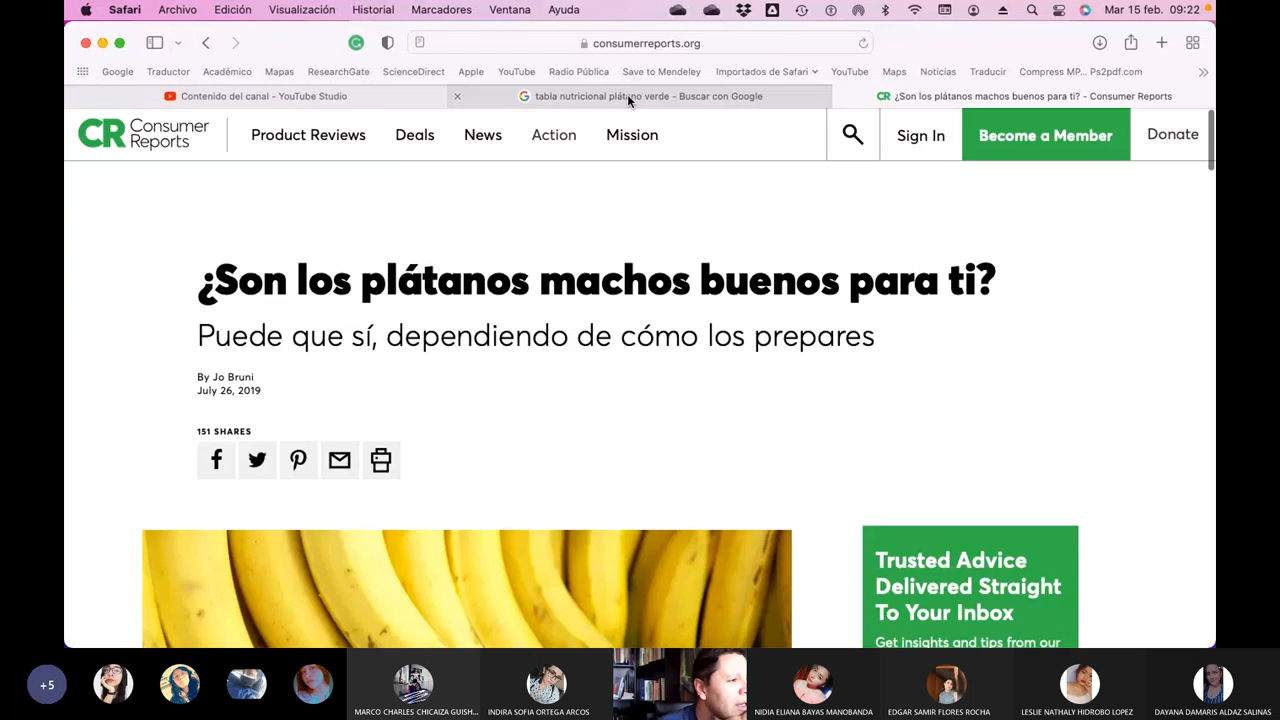 Safari Archivo Edición Visualización Historial Marcadores Ventana Ayuda Mar 15 feb. 09:22
consumerreports.org
Google Traductor Académico Mapas ResearchGate ScienceDirect Apple YouTube Radio Pública Save to Mendeley Importados de Safari YouTube Maps Noticias Traducir Compress MP... Ps2pdf.com
Contenido del canal - YouTube Studio tabla nutricional plátano verde - Buscar con Google ¿Son los plátanos machos buenos para ti? - Consumer Reports
CR Consumer Reports Product Reviews Deals News Action Mission Sign In Become a Member Donate
¿Son los plátanos machos buenos para ti?
Puede que sí, dependiendo de cómo los prepares
By Jo Bruni
July 26, 2019
151 SHARES
Trusted Advice
Delivered Straight
To Your Inbox
Get insights and tips from our
+5 MARCO CHARLES CHICAIZA GUISH... INDIRA SOFIA ORTEGA ARCOS NIDIA ELIANA BAYAS MANOBANDA EDGAR SAMIR FLORES ROCHA LESLIE NATHALY HIDROBO LOPEZ DAYANA DAMARIS ALDAZ SALINAS